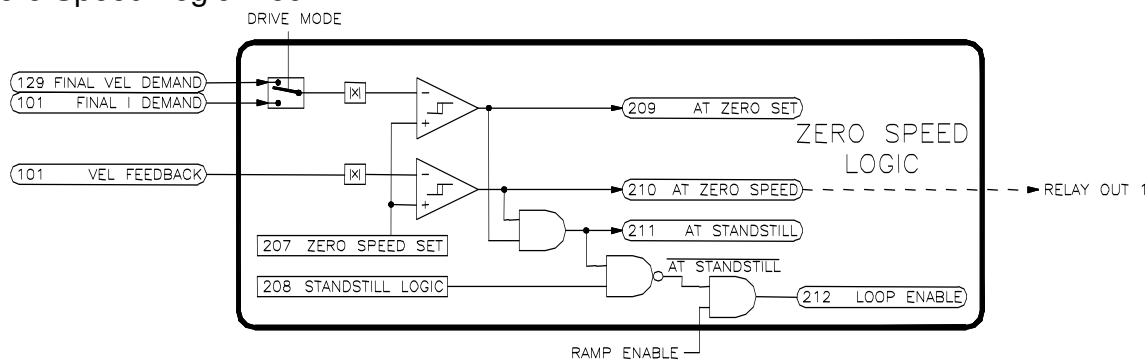 DRIVE MODE
129 FINAL VEL DEMAND
101 FINAL I DEMAND
|X|
209 AT ZERO SET
ZERO SPEED
LOGIC
101 VEL FEEDBACK
|X|
210 AT ZERO SPEED
RELAY OUT 1
211 AT STANDSTILL
207 ZERO SPEED SET
AT STANDSTILL
208 STANDSTILL LOGIC
212 LOOP ENABLE
RAMP ENABLE